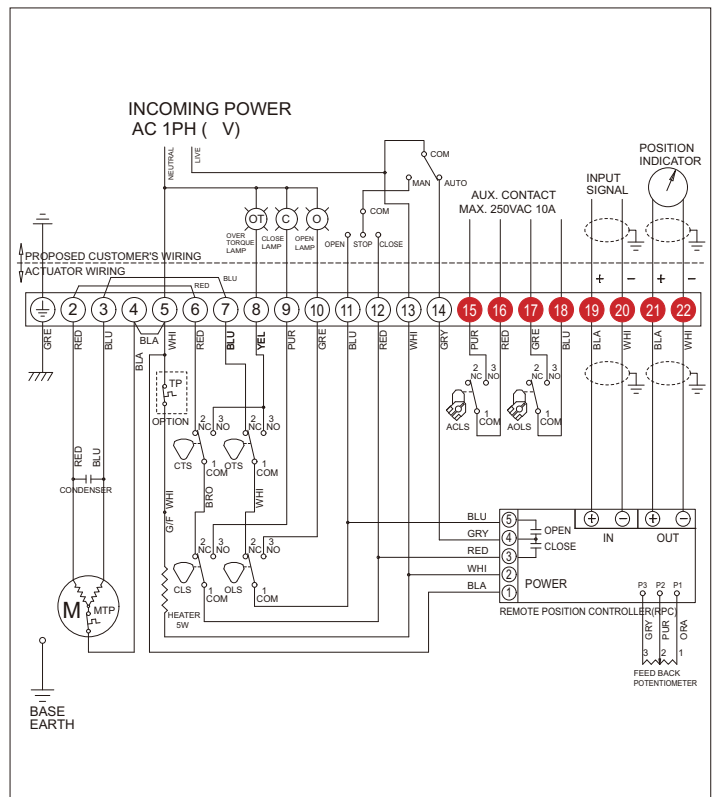 INCOMING POWER
AC 1PH (   V)
NEUTRAL
LIVE
COM
MAN
AUTO
POSITION
INDICATOR
INPUT
SIGNAL
AUX. CONTACT
MAX. 250VAC 10A
OT
C
O
OVER
TORQUE
LAMP
CLOSE
LAMP
OPEN
LAMP
COM
OPEN
STOP
CLOSE
PROPOSED CUSTOMER'S WIRING
ACTUATOR WIRING
BLU
RED
+
−
+
−
2
3
4
5
6
7
8
9
10
11
12
13
14
15
16
17
18
19
20
21
22
GRE
RED
BLU
BLA
BLA
WHI
RED
BLU
YEL
PUR
GRE
BLU
RED
WHI
GRY
PUR
RED
GRE
BLU
BLA
WHI
BLA
WHI
TP
OPTION
2
NC
3
NO
1
COM
ACLS
2
NC
3
NO
1
COM
AOLS
2
NC
3
NO
1
COM
CTS
2
NC
3
NO
1
COM
OTS
RED
BLU
CONDENSER
G/F
WHI
BRO
WHI
2
NC
3
NO
1
COM
CLS
2
NC
3
NO
1
COM
OLS
M
MTP
HEATER
5W
BASE
EARTH
BLU
5
OPEN
GRY
4
CLOSE
RED
3
WHI
2
POWER
BLA
1
+
−
+
−
IN
OUT
P3
P2
P1
REMOTE POSITION CONTROLLER(RPC)
GRY
PUR
ORA
3
2
1
FEED BACK
POTENTIOMETER